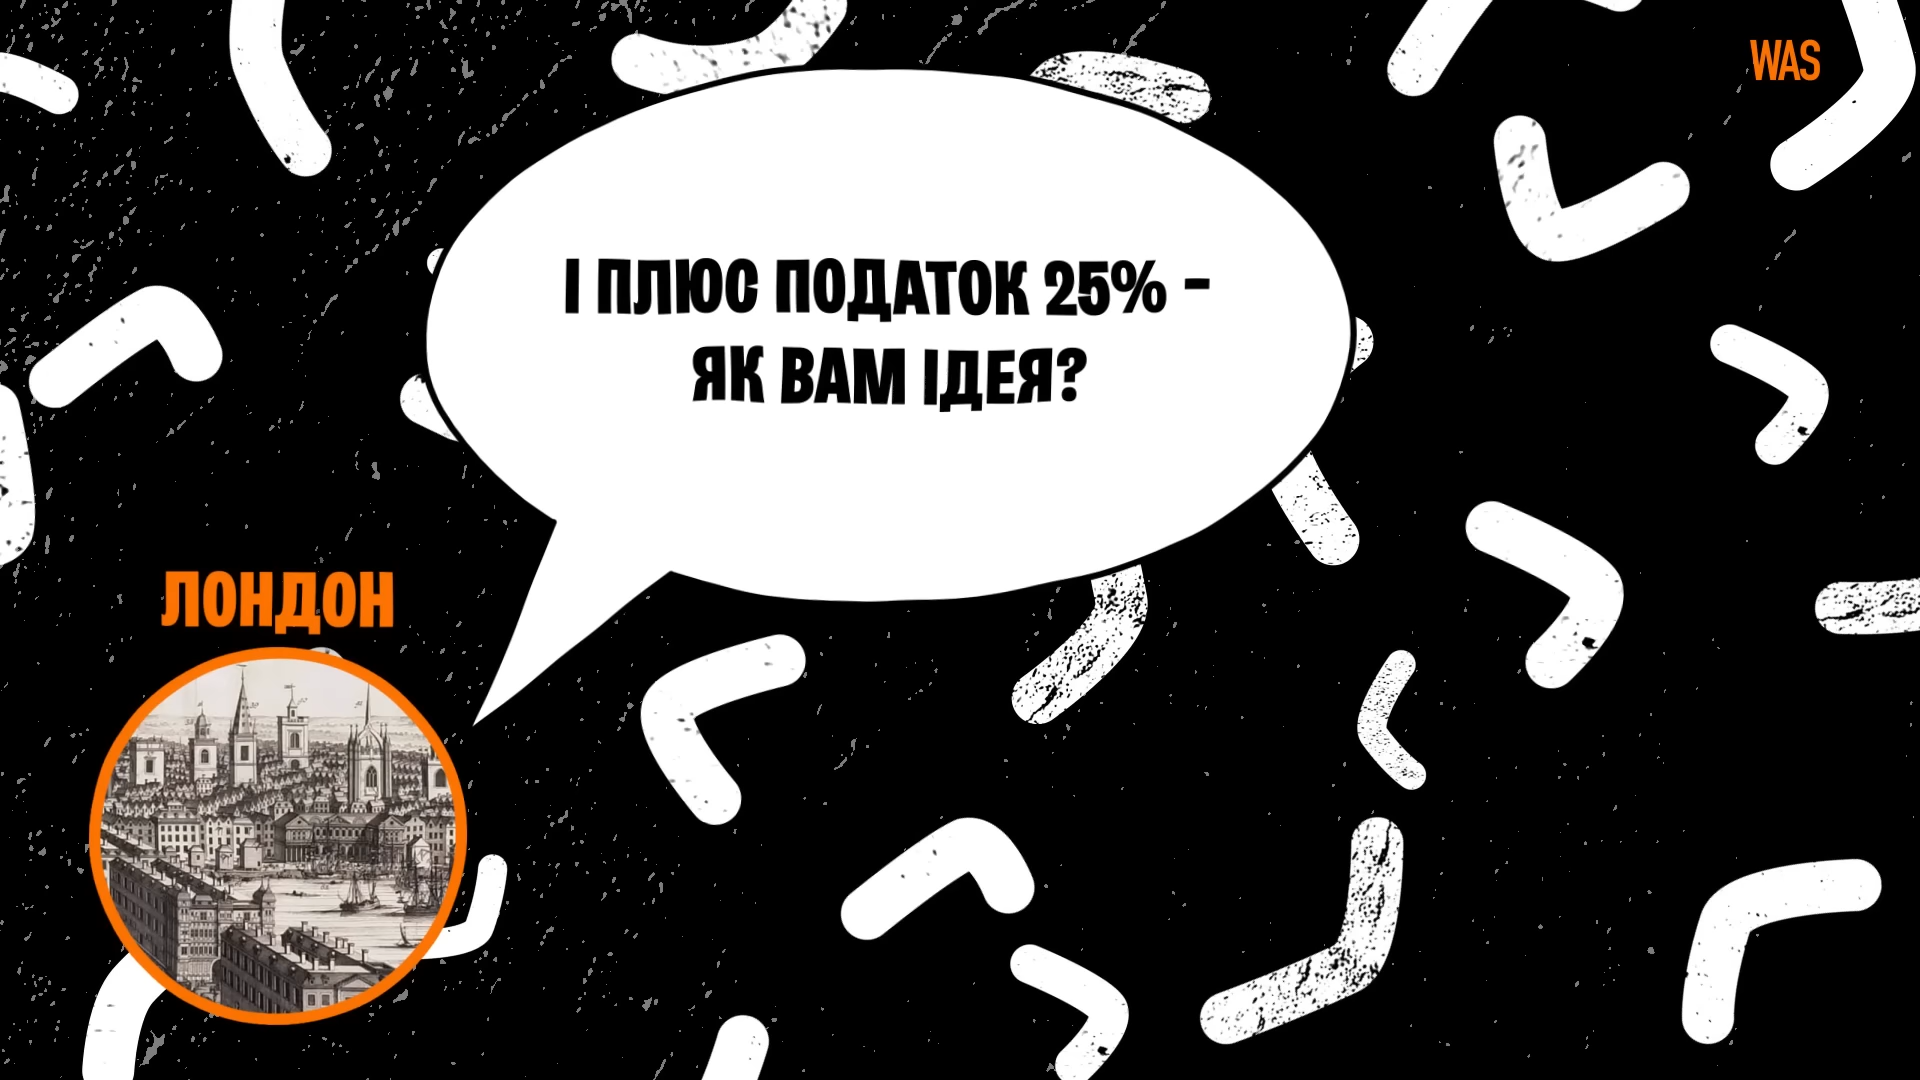 WAS
І ПЛЮС ПОДАТОК 25% –
ЯК ВАМ ІДЕЯ?
ЛОНДОН